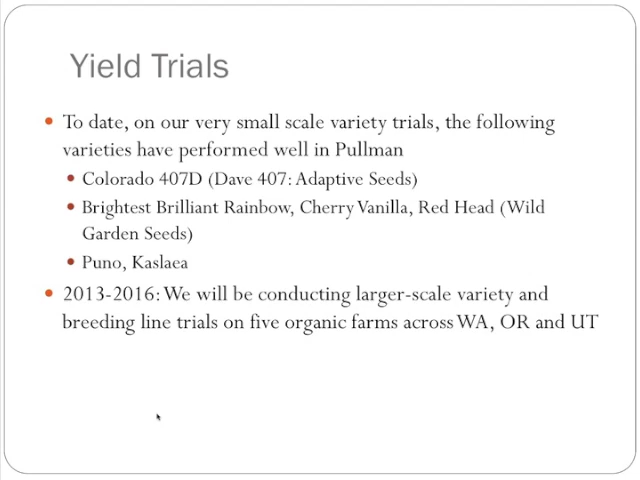 Yield Trials
To date, on our very small scale variety trials, the following
varieties have performed well in Pullman
Colorado 407D (Dave 407: Adaptive Seeds)
Brightest Brilliant Rainbow, Cherry Vanilla, Red Head (Wild
Garden Seeds)
Puno, Kaslaea
2013-2016: We will be conducting larger-scale variety and
breeding line trials on five organic farms across WA, OR and UT